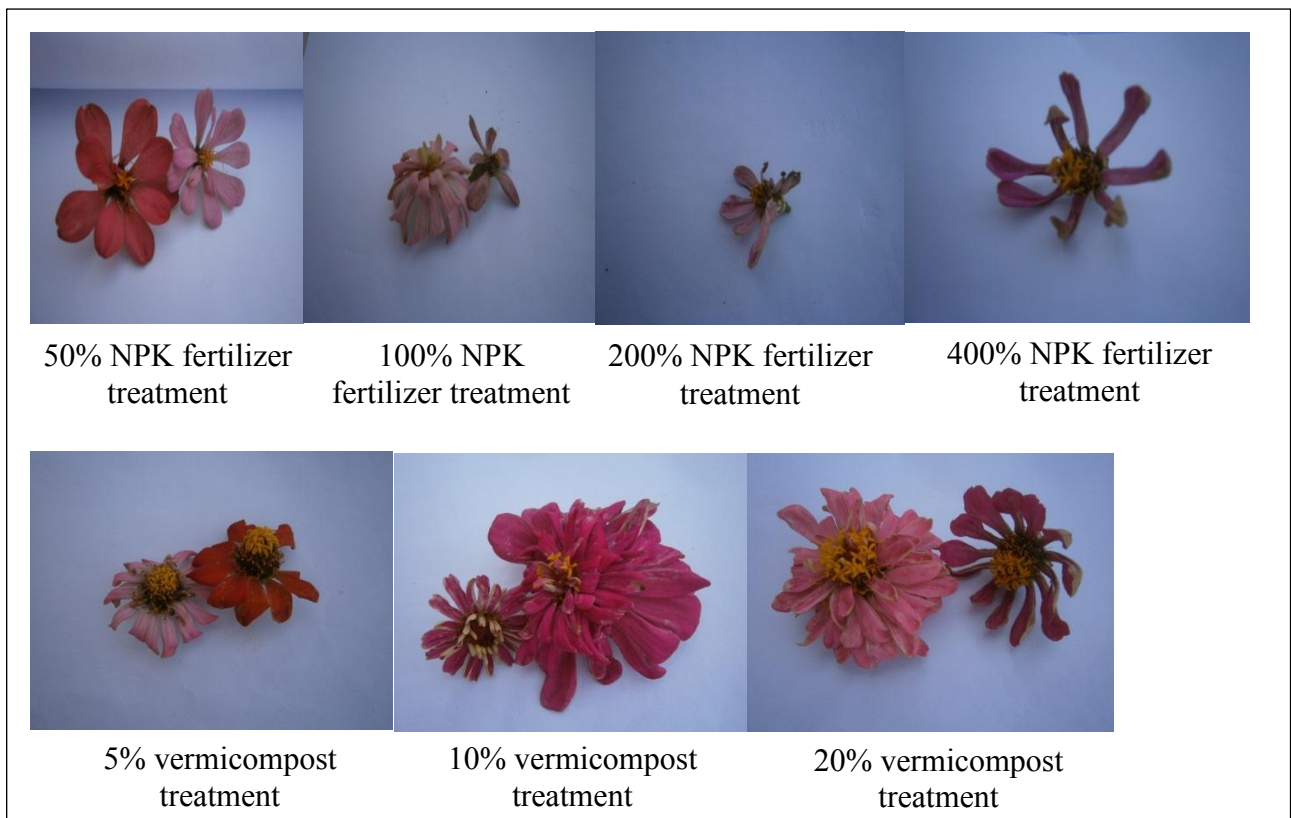 50% NPK fertilizer
treatment
100% NPK
fertilizer treatment
200% NPK fertilizer
treatment
400% NPK fertilizer
treatment
5% vermicompost
treatment
10% vermicompost
treatment
20% vermicompost
treatment